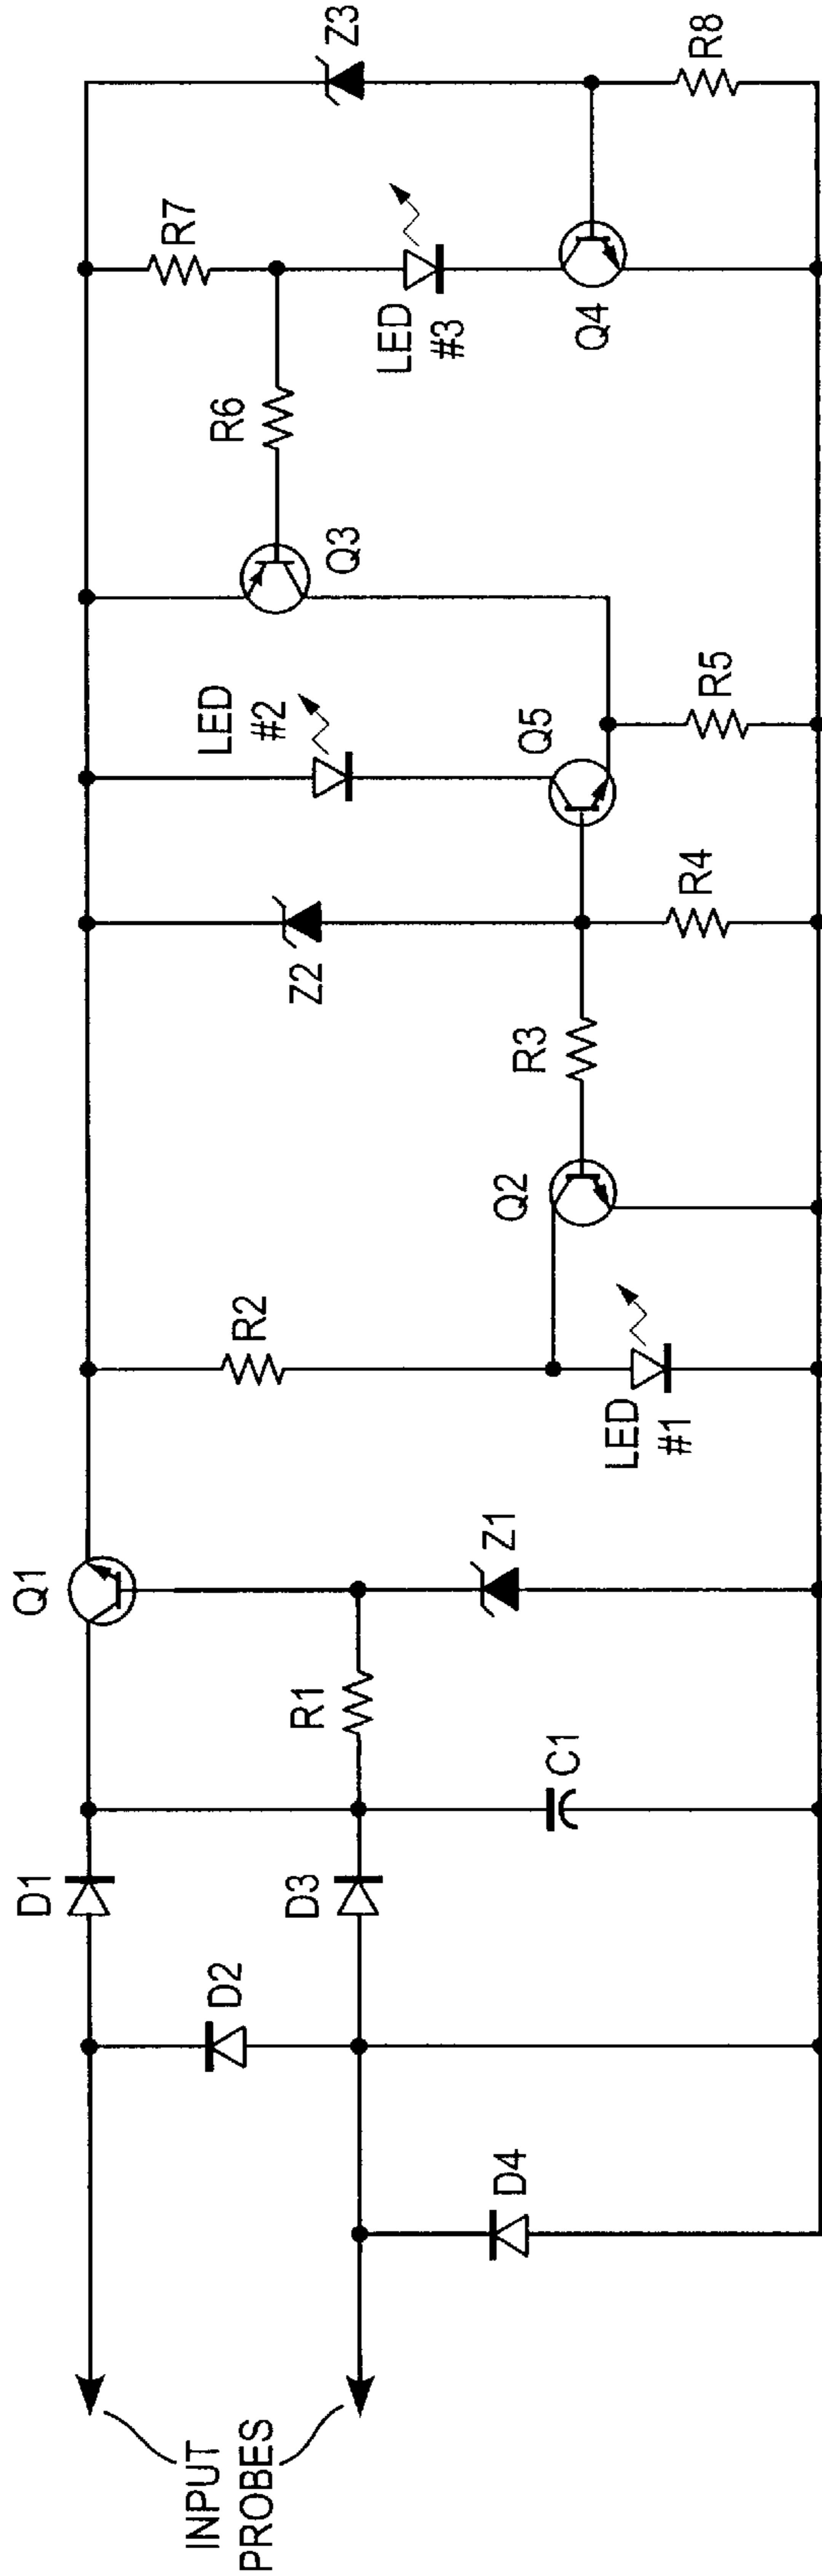 INPUT
PROBES
D4
D2
D1
D3
C1
R1
Q1
Z1
R2
LED
#1
Q2
R3
Z2
R4
LED
#2
Q5
R5
Q3
R6
R7
LED
#3
Q4
Z3
R8